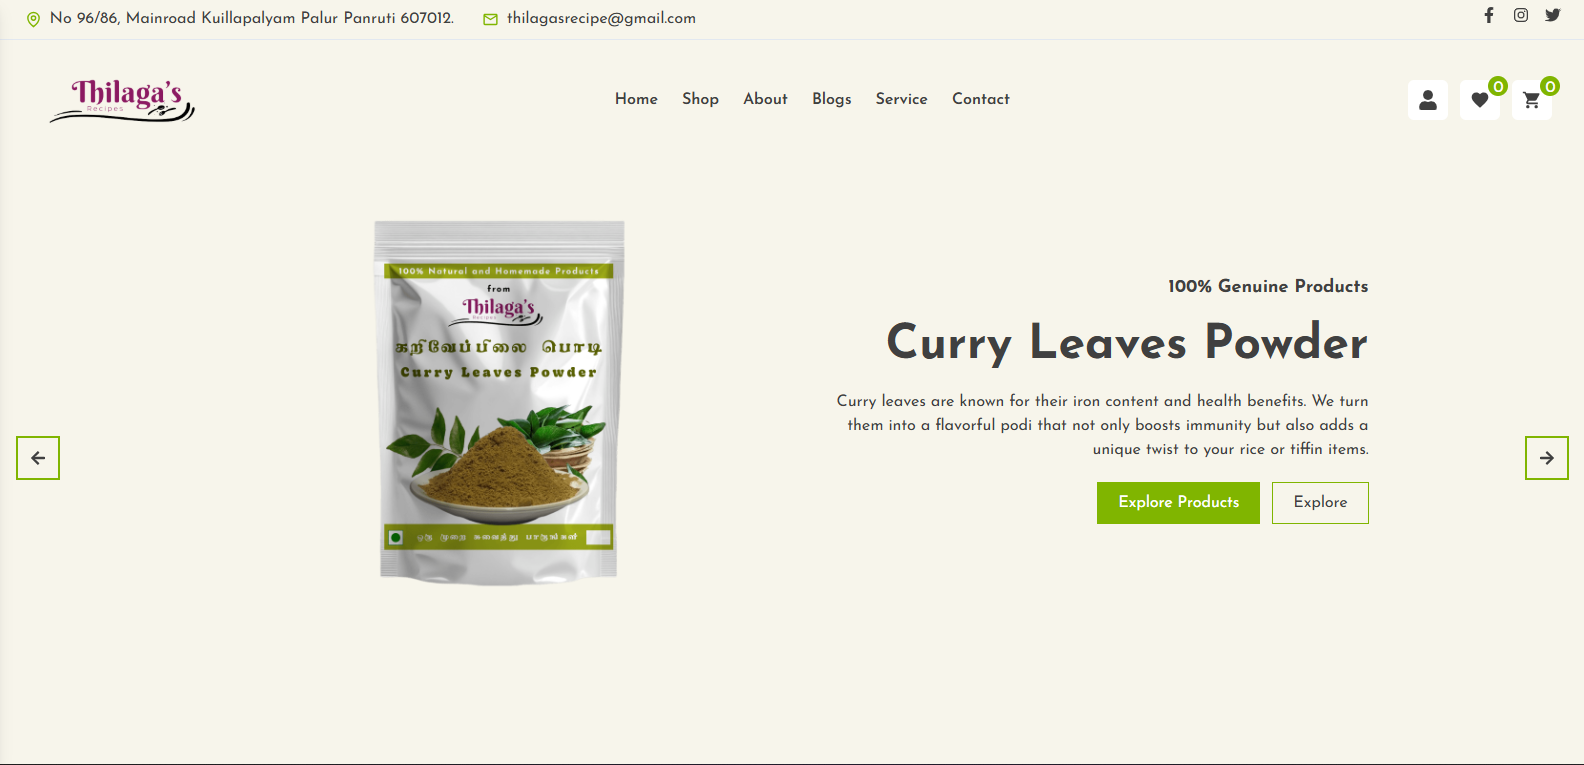 No 96/86, Mainroad Kuillapalyam Palur Panruti 607012.
thilagasrecipe@gmail.com
Thilaga's
Recipes
Home
Shop
About
Blogs
Service
Contact
0
0
100% Natural and Homemade Products
from
Thilaga's
Recipes
கறிவேப்பிலை பொடி
Curry Leaves Powder
ஒரு முறை சுவைத்து பாருங்கள்
100% Genuine Products
Curry Leaves Powder
Curry leaves are known for their iron content and health benefits. We turn
them into a flavorful podi that not only boosts immunity but also adds a
unique twist to your rice or tiffin items.
Explore Products
Explore